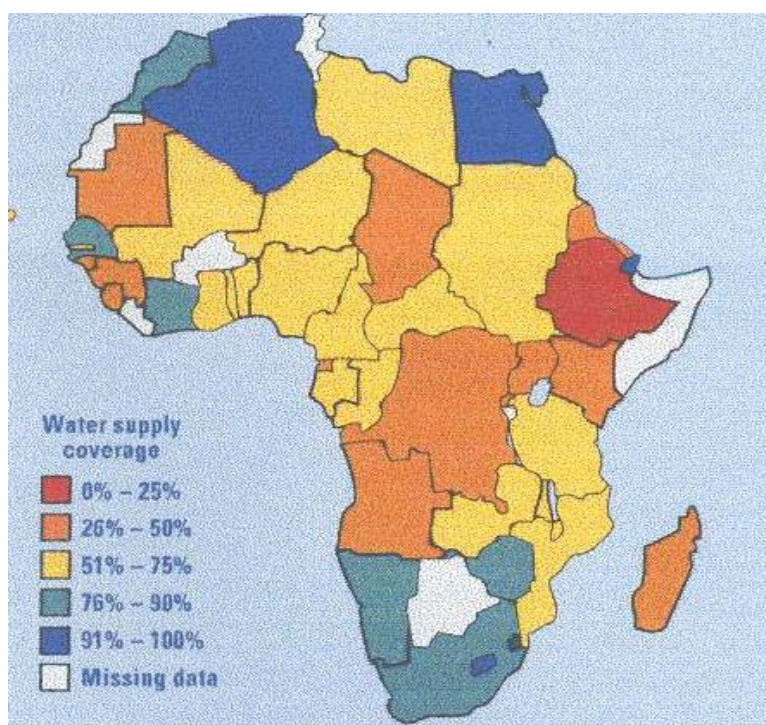 Water supply
coverage
0% – 25%
26% – 50%
51% – 75%
76% – 90%
91% – 100%
Missing data